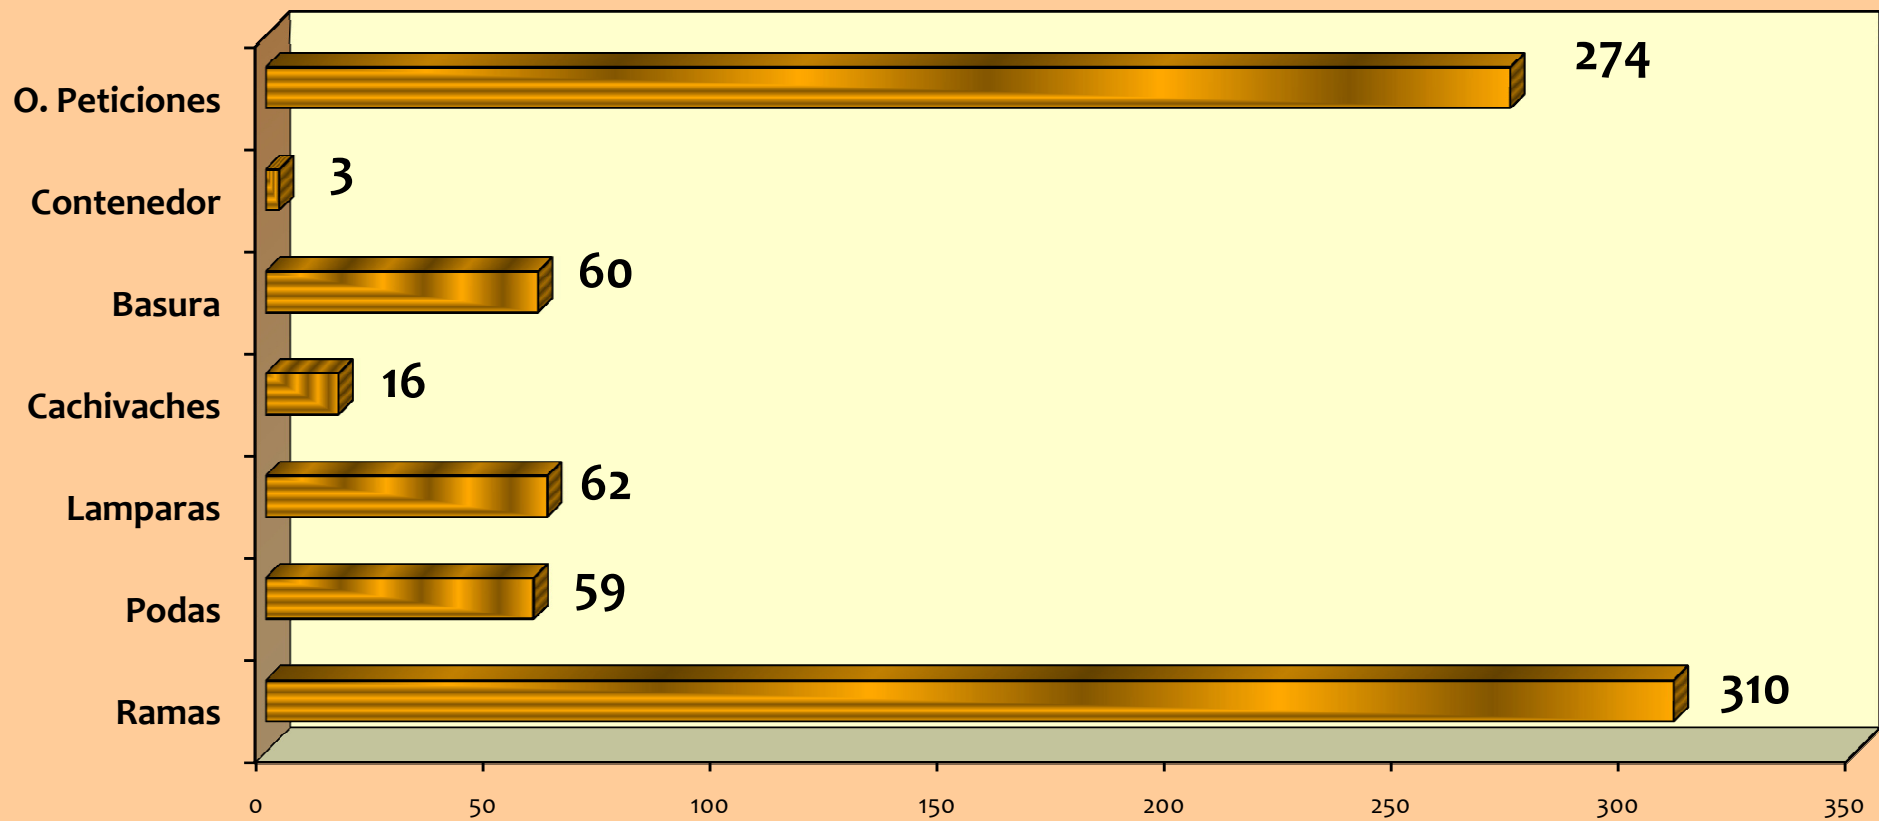 O. Peticiones 274
Contenedor 3
Basura 60
Cachivaches 16
Lamparas 62
Podas 59
Ramas 310
0 50 100 150 200 250 300 350